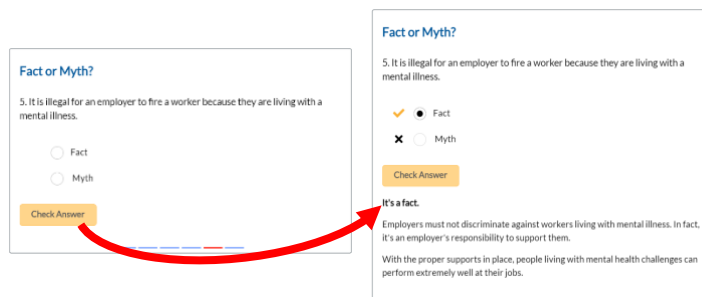 Fact or Myth?
5. It is illegal for an employer to fire a worker because they are living with a
mental illness.
Fact
Myth
Check Answer
Fact or Myth?
5. It is illegal for an employer to fire a worker because they are living with a
mental illness.
Fact
Myth
Check Answer
It's a fact.
Employers must not discriminate against workers living with mental illness. In fact,
it's an employer's responsibility to support them.
With the proper supports in place, people living with mental health challenges can
perform extremely well at their jobs.